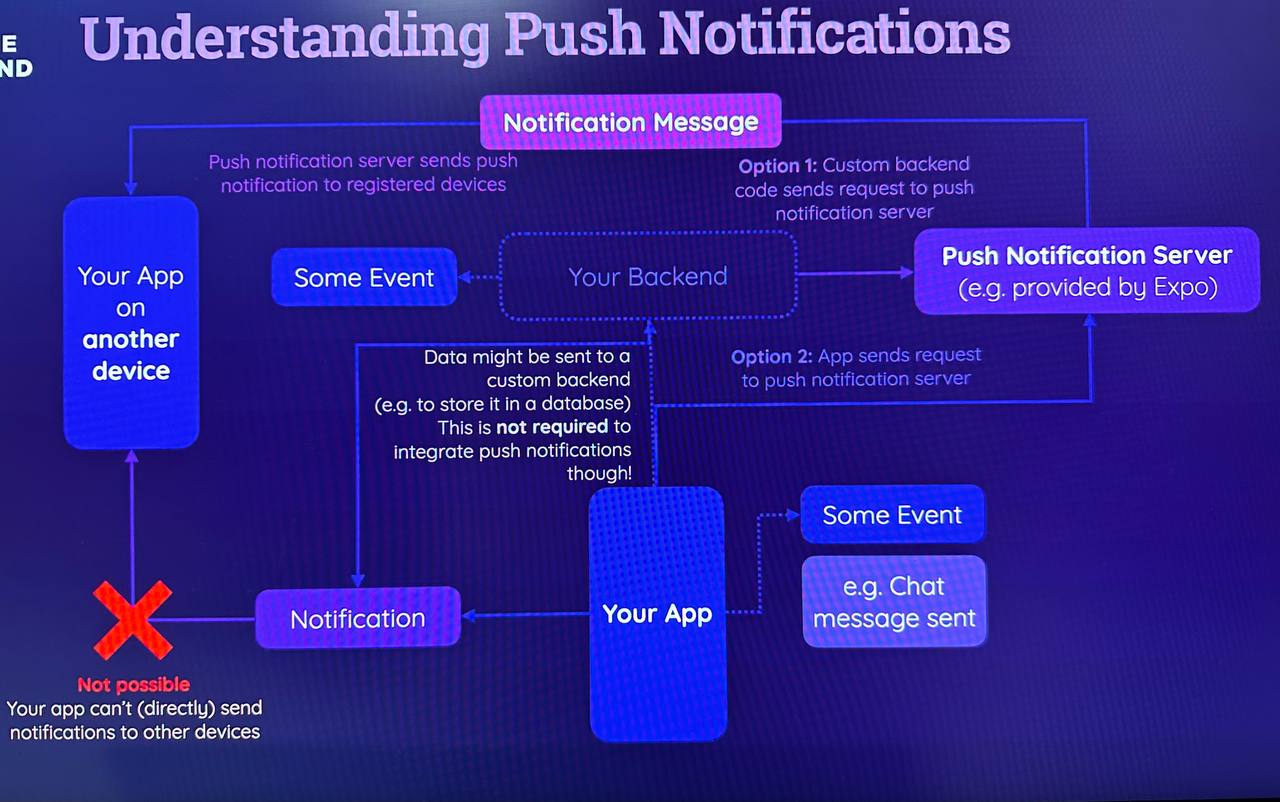 E
ND
Understanding Push Notifications
Notification Message
Push notification server sends push
notification to registered devices
Option 1: Custom backend
code sends request to push
notification server
Your App
on
another
device
Some Event
Your Backend
Push Notification Server
(e.g. provided by Expo)
Data might be sent to a
custom backend
(e.g. to store it in a database)
This is not required to
integrate push notifications
though!
Option 2: App sends request
to push notification server
Some Event
e.g. Chat
message sent
Your App
Notification
Not possible
Your app can't (directly) send
notifications to other devices